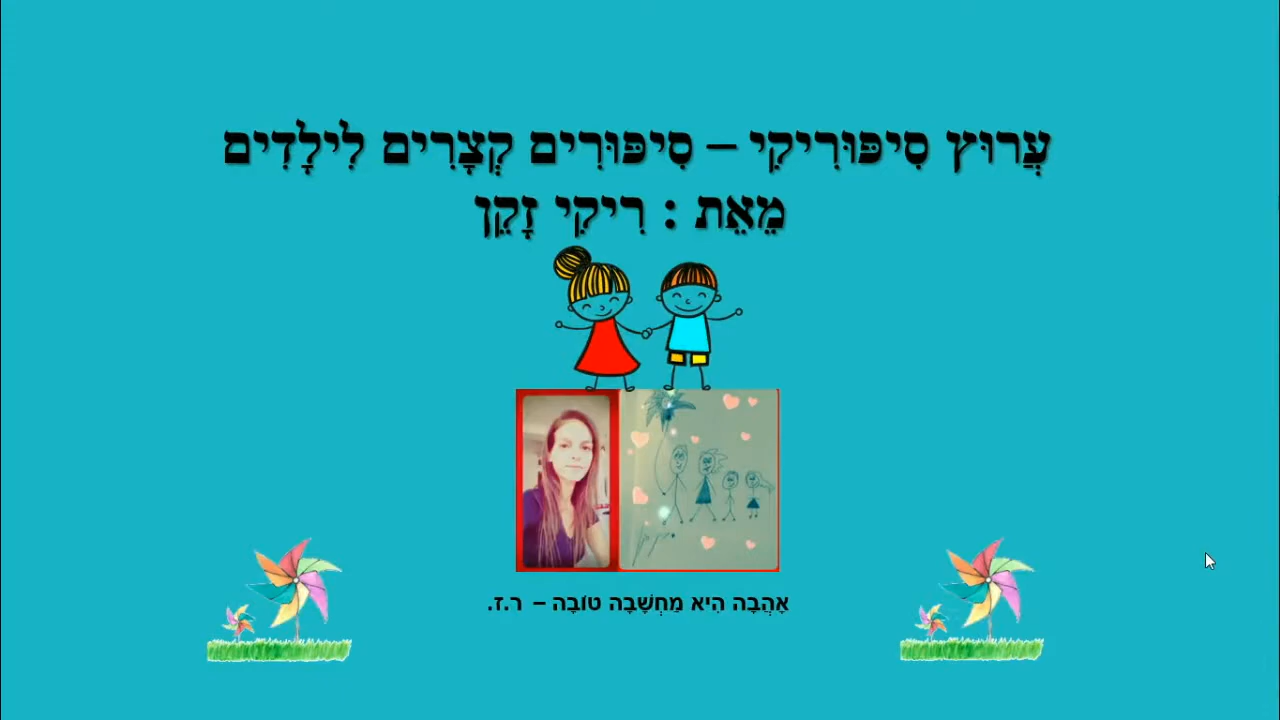 עֲרוּץ סִיפּוּרִיקִי – סִיפּוּרִים קְצָרִים לִילָדִים
מֵאֵת : רִיקִי זָקֵן
אַהֲבָה הִיא מַחְשָׁבָה טוֹבָה – ר.ז.